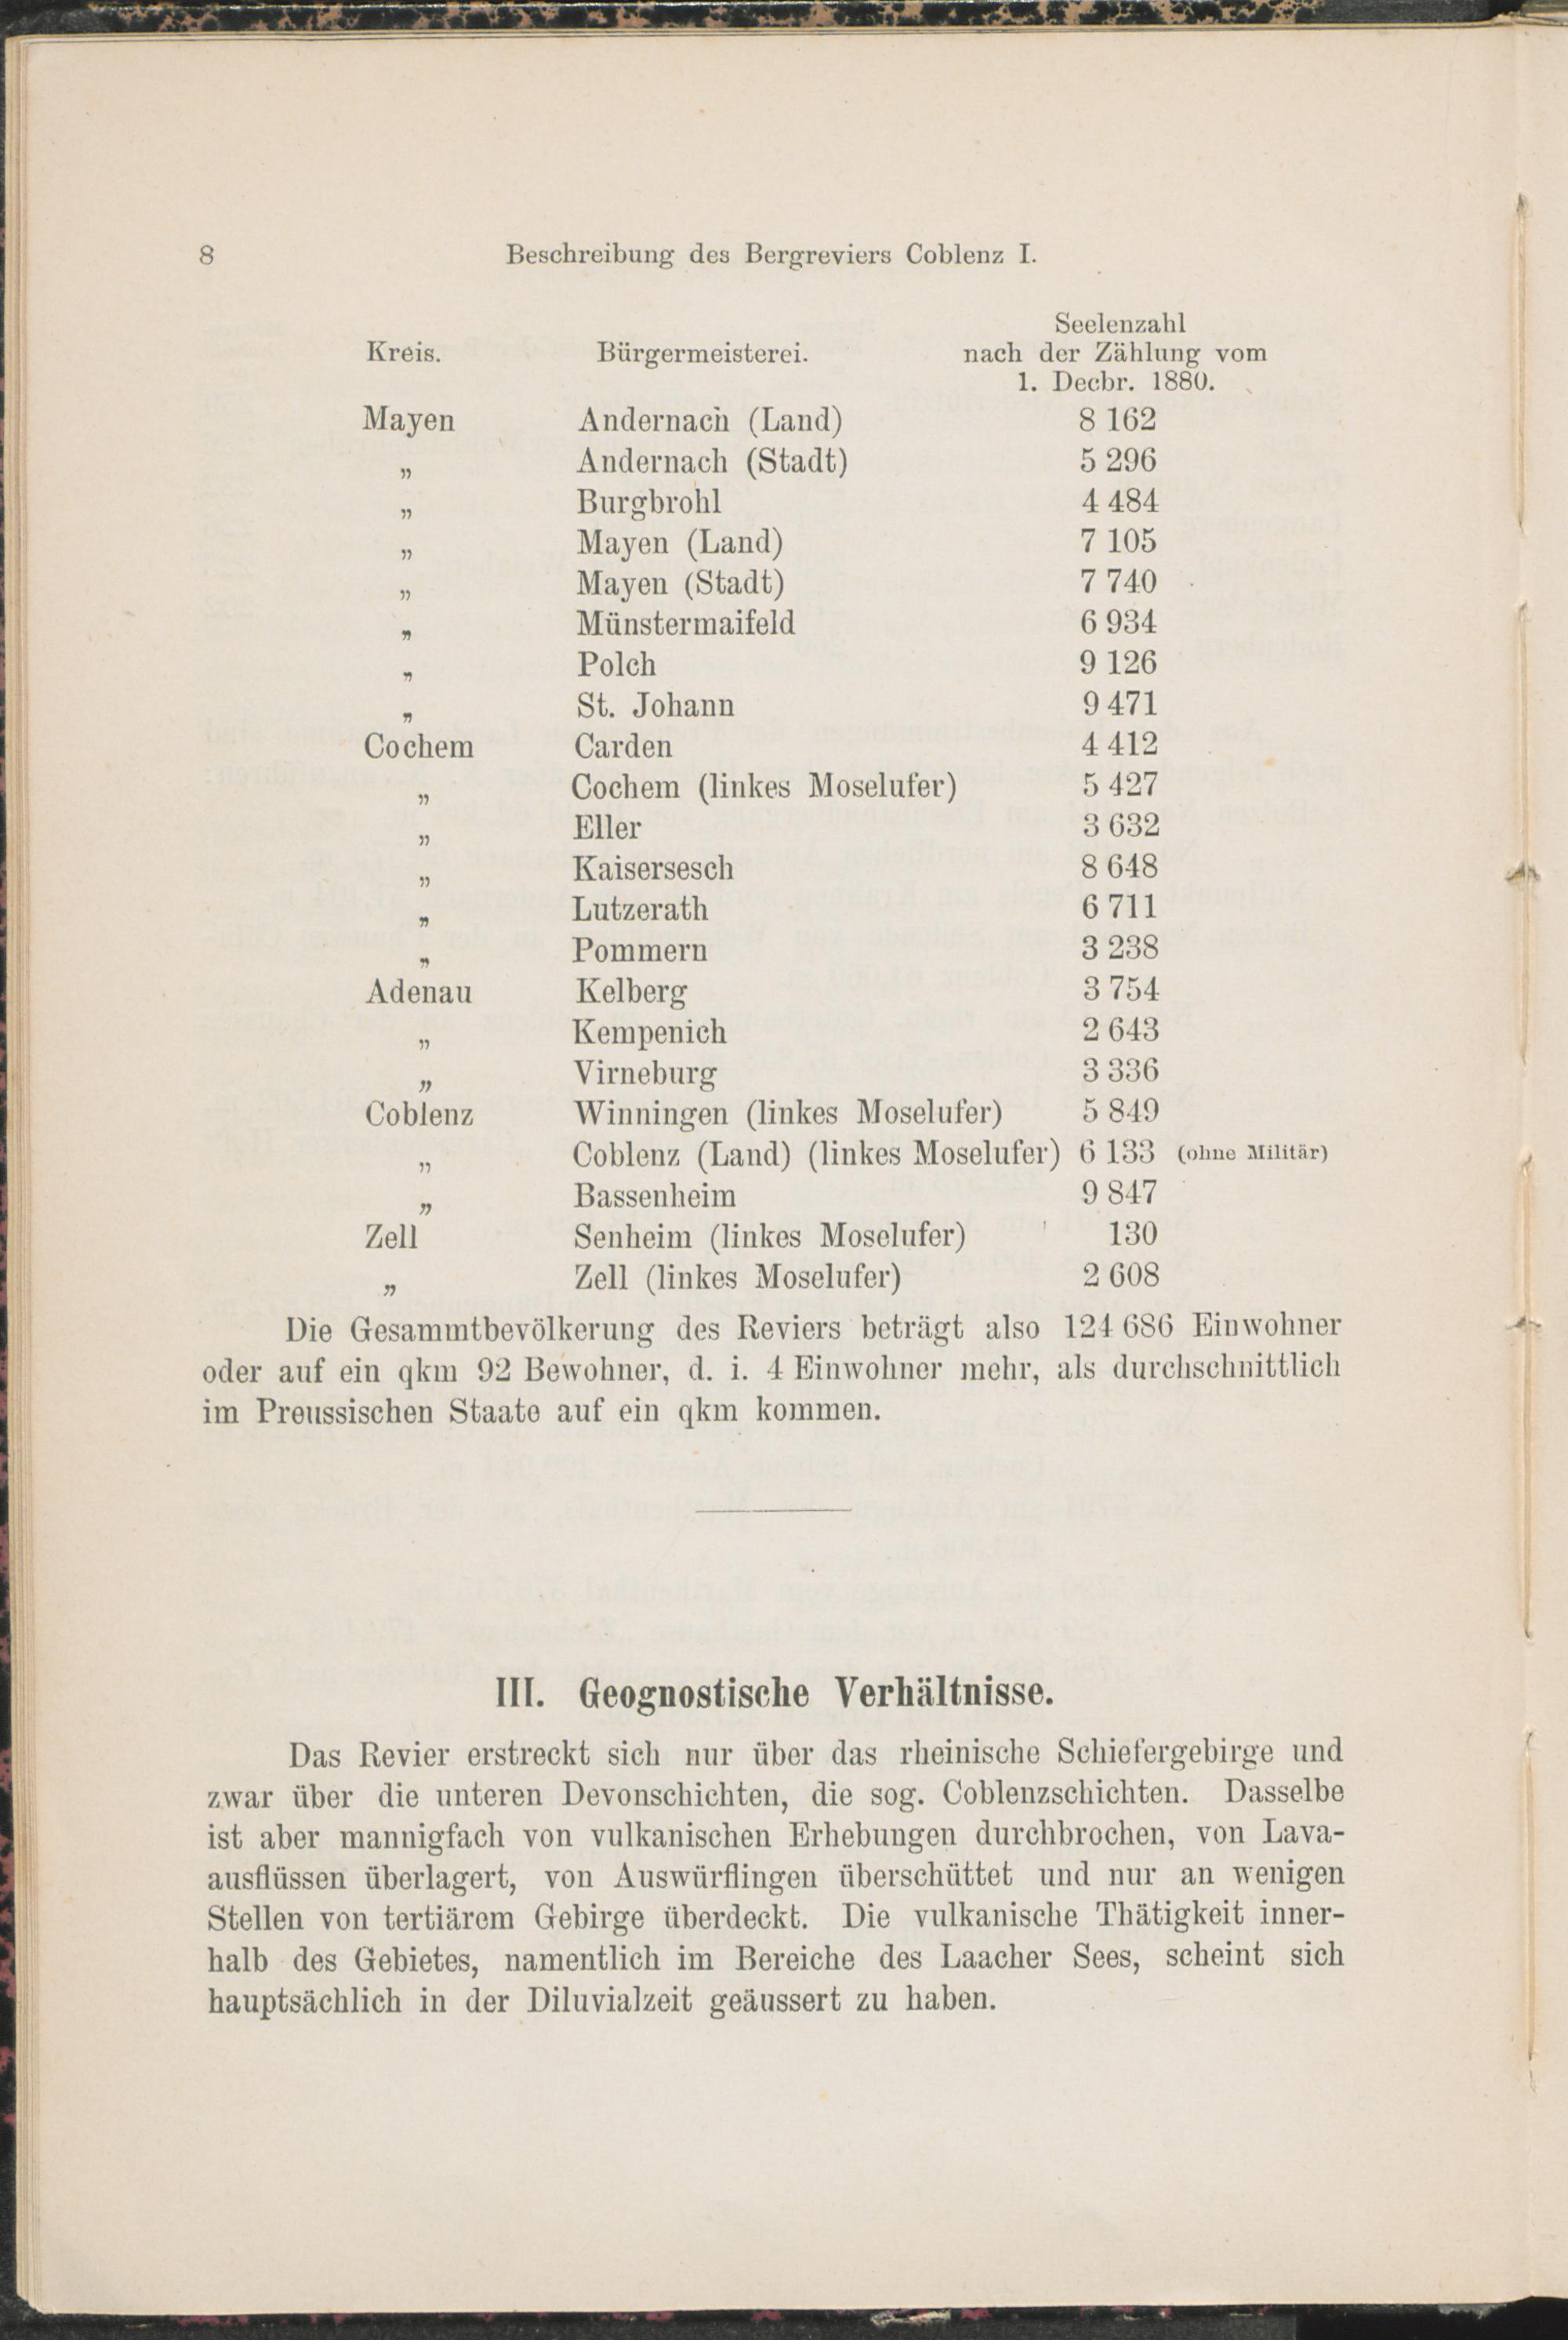 8 Beschreibung des Bergreviers Coblenz I.
Seelenzahl
Kreis. Bürgermeisterei. nach der Zählung vom
1. Decbr. 1880.
Mayen Andernach (Land) 8 162
„ Andernach (Stadt) 5 296
„ Burgbrohl 4 484
„ Mayen (Land) 7 105
„ Mayen (Stadt) 7 740
„ Münstermaifeld 6 934
„ Polch 9 126
„ St. Johann 9 471
Cochem Carden 4 412
„ Cochem (linkes Moselufer) 5 427
„ Eller 3 632
„ Kaisersesch 8 648
„ Lutzerath 6 711
„ Pommern 3 238
Adenau Kelberg 3 754
„ Kempenich 2 643
„ Virneburg 3 336
Coblenz Winningen (linkes Moselufer) 5 849
„ Coblenz (Land) (linkes Moselufer) 6 133 (ohne Militär)
„ Bassenheim 9 847
Zell Senheim (linkes Moselufer) 130
„ Zell (linkes Moselufer) 2 608
Die Gesammtbevölkerung des Reviers beträgt also 124 686 Einwohner
oder auf ein qkm 92 Bewohner, d. i. 4 Einwohner mehr, als durchschnittlich
im Preussischen Staate auf ein qkm kommen.
III. Geognostische Verhältnisse.
Das Revier erstreckt sich nur über das rheinische Schiefergebirge und
zwar über die unteren Devonschichten, die sog. Coblenzschichten. Dasselbe
ist aber mannigfach von vulkanischen Erhebungen durchbrochen, von Lava-
ausflüssen überlagert, von Auswürflingen überschüttet und nur an wenigen
Stellen von tertiärem Gebirge überdeckt. Die vulkanische Thätigkeit inner-
halb des Gebietes, namentlich im Bereiche des Laacher Sees, scheint sich
hauptsächlich in der Diluvialzeit geäussert zu haben.